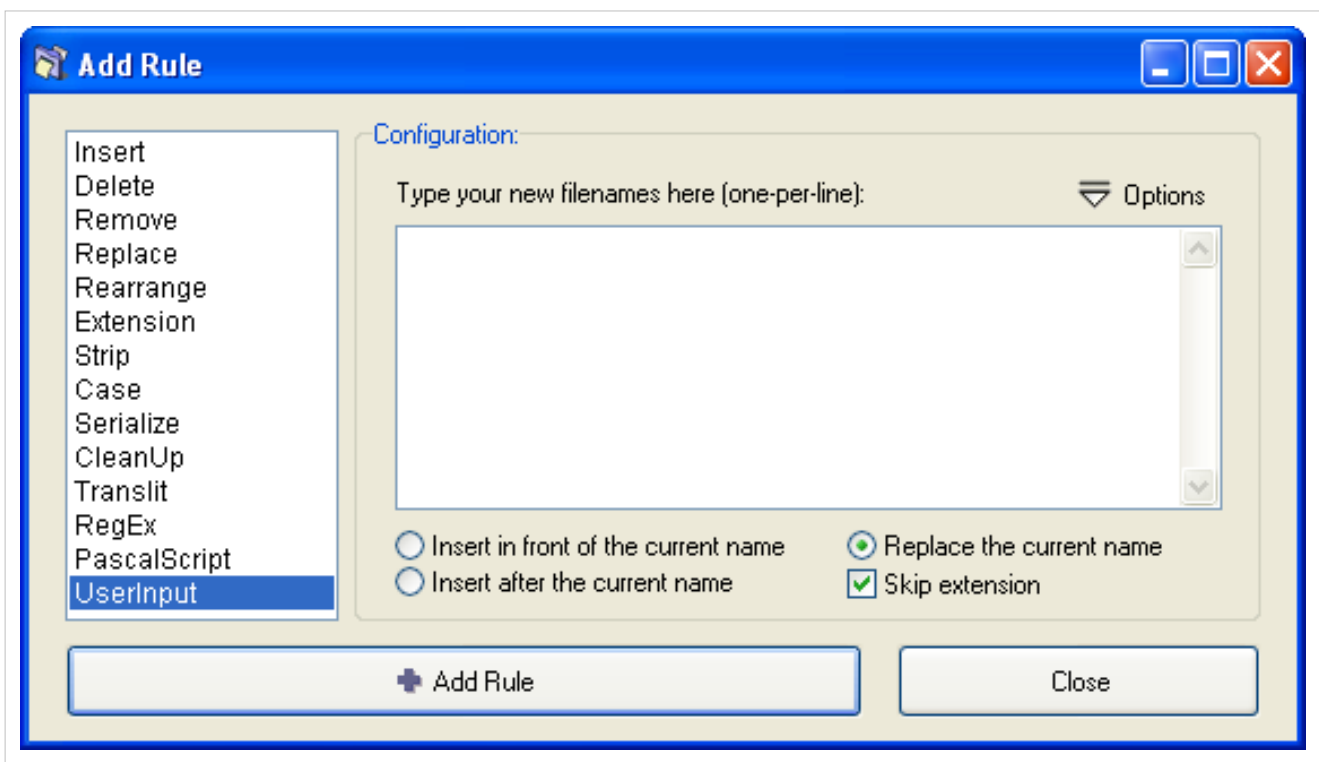 Add Rule
Insert
Delete
Remove
Replace
Rearrange
Extension
Strip
Case
Serialize
CleanUp
Translit
RegEx
PascalScript
UserInput
Configuration:
Type your new filenames here (one-per-line):
Options
Insert in front of the current name
Replace the current name
Insert after the current name
Skip extension
Add Rule
Close